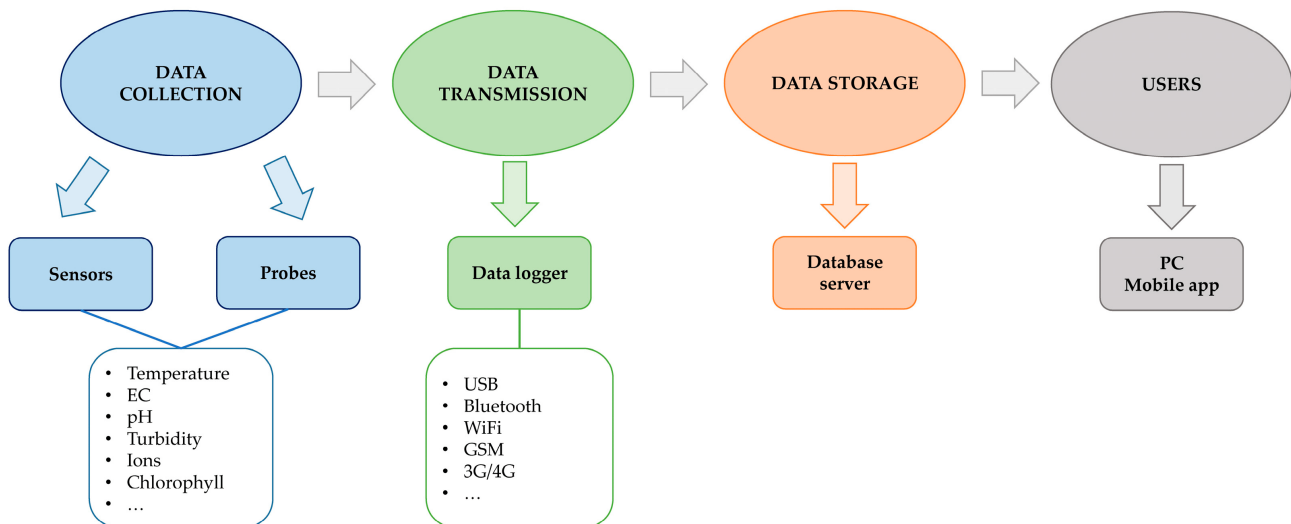 DATA
COLLECTION
DATA
TRANSMISSION
DATA STORAGE
USERS
Sensors
Probes
Data logger
Database
server
PC
Mobile app
• Temperature
• EC
• pH
• Turbidity
• Ions
• Chlorophyll
• …
• USB
• Bluetooth
• WiFi
• GSM
• 3G/4G
• …